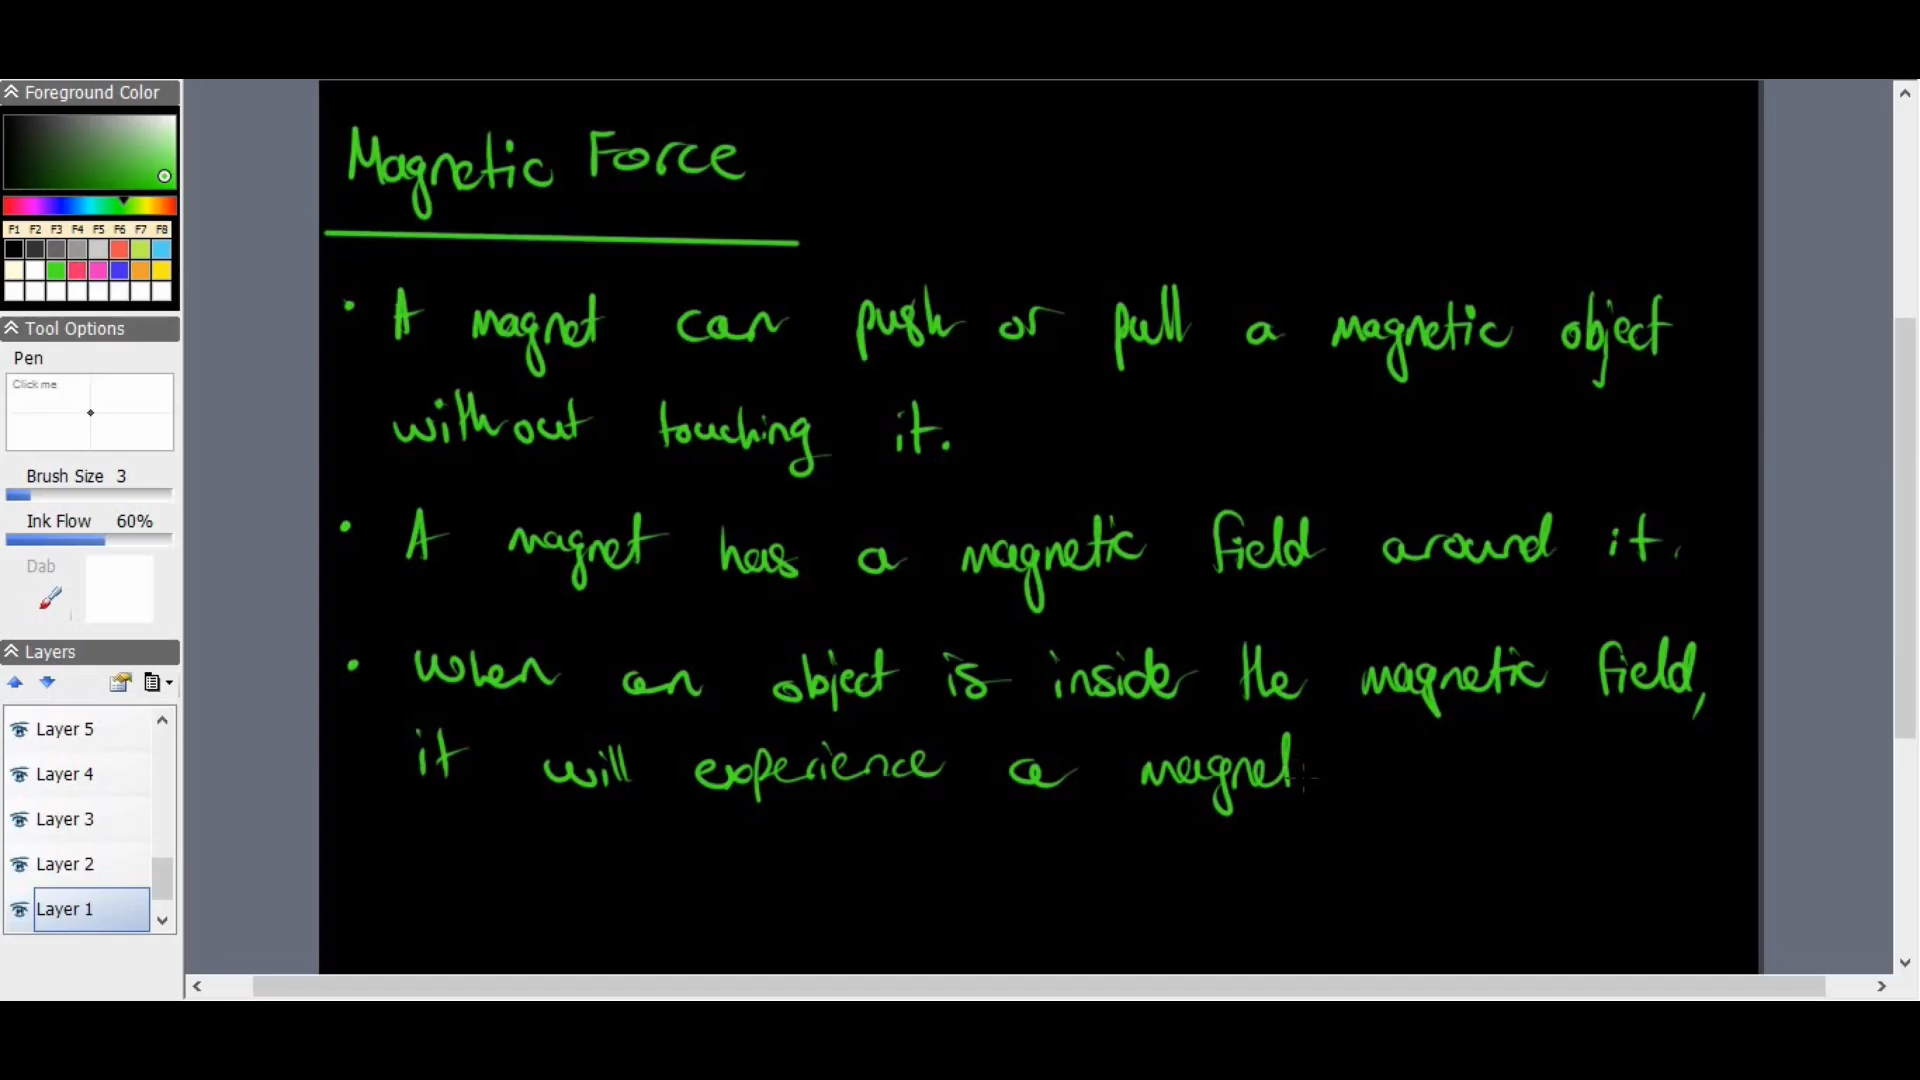 Foreground Color
F1 F2 F3 F4 F5 F6 F7 F8
Tool Options
Pen
Click me
Brush Size 3
Ink Flow 60%
Dab
Layers
Layer 5
Layer 4
Layer 3
Layer 2
Layer 1
Magnetic Force
• A magnet can push or pull a magnetic object
without touching it.
• A magnet has a magnetic field around it.
• When an object is inside the magnetic field,
it will experience a magnet